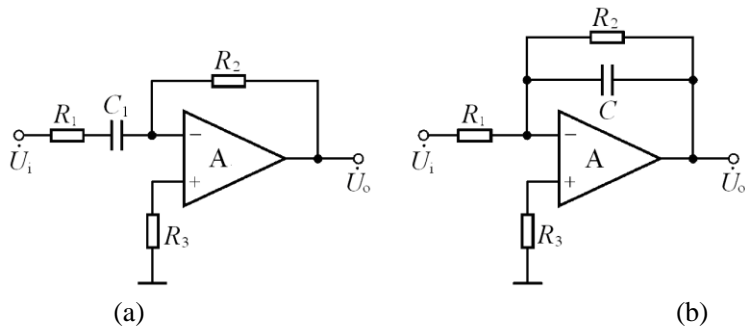 R₂
R₁ C₁
−
A
+
U̇ᵢ
U̇ₒ
R₃
(a)
R₂
C
R₁
−
A
+
U̇ᵢ
U̇ₒ
R₃
(b)